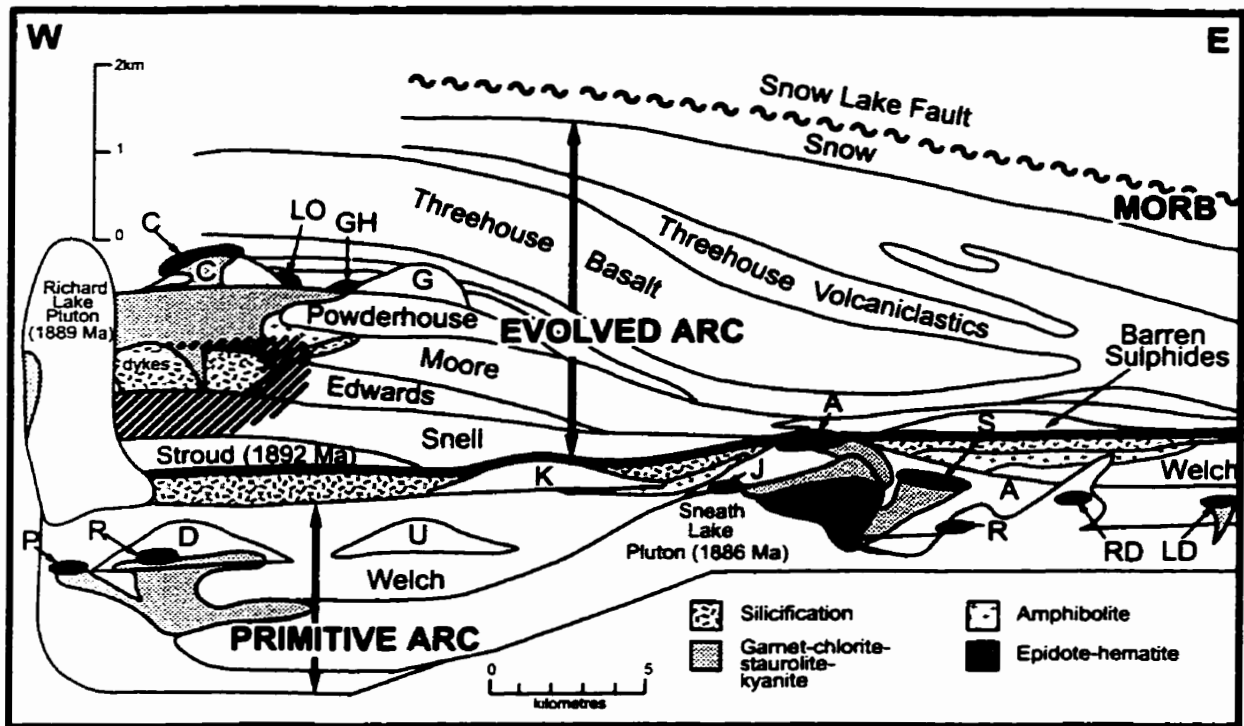 W
E
2km
1
0
Snow Lake Fault
Snow
MORB
Threehouse
Basalt
Threehouse
Volcaniclastics
C
LO
GH
C
G
Richard
Lake
Pluton
(1889 Ma)
Powderhouse
EVOLVED ARC
dykes
Moore
Edwards
Snell
Stroud (1892 Ma)
Barren
Sulphides
A
S
K
J
Welch
A
Sneath
Lake
Pluton (1886 Ma)
R
RD
LD
P
R
D
U
Welch
PRIMITIVE ARC
0
5
kilometres
Silicification
Amphibolite
Garnet-chlorite-
staurolite-
kyanite
Epidote-hematite